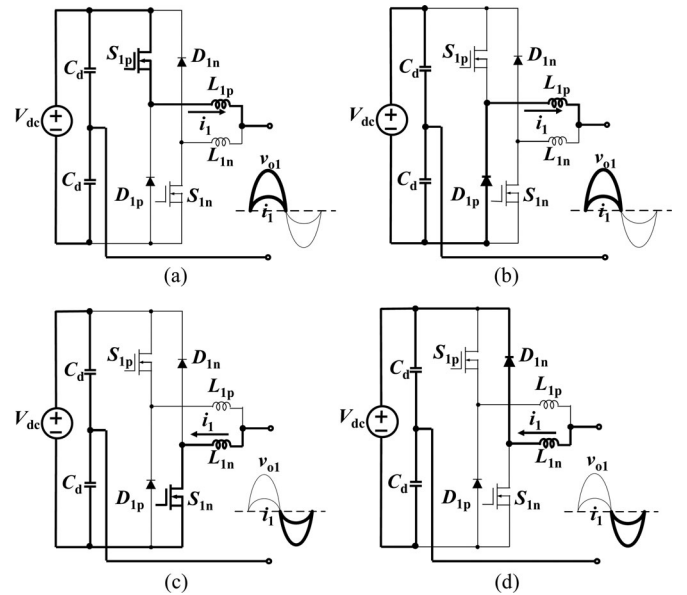 S1p
D1n
Cd
L1p
Vdc
i1
L1n
vo1
Cd
D1p
S1n
i1
(a)
S1p
D1n
Cd
L1p
Vdc
i1
L1n
vo1
Cd
D1p
S1n
i1
(b)
S1p
D1n
Cd
L1p
Vdc
i1
L1n
vo1
Cd
D1p
S1n
i1
(c)
S1p
D1n
Cd
L1p
Vdc
i1
L1n
vo1
Cd
D1p
S1n
i1
(d)